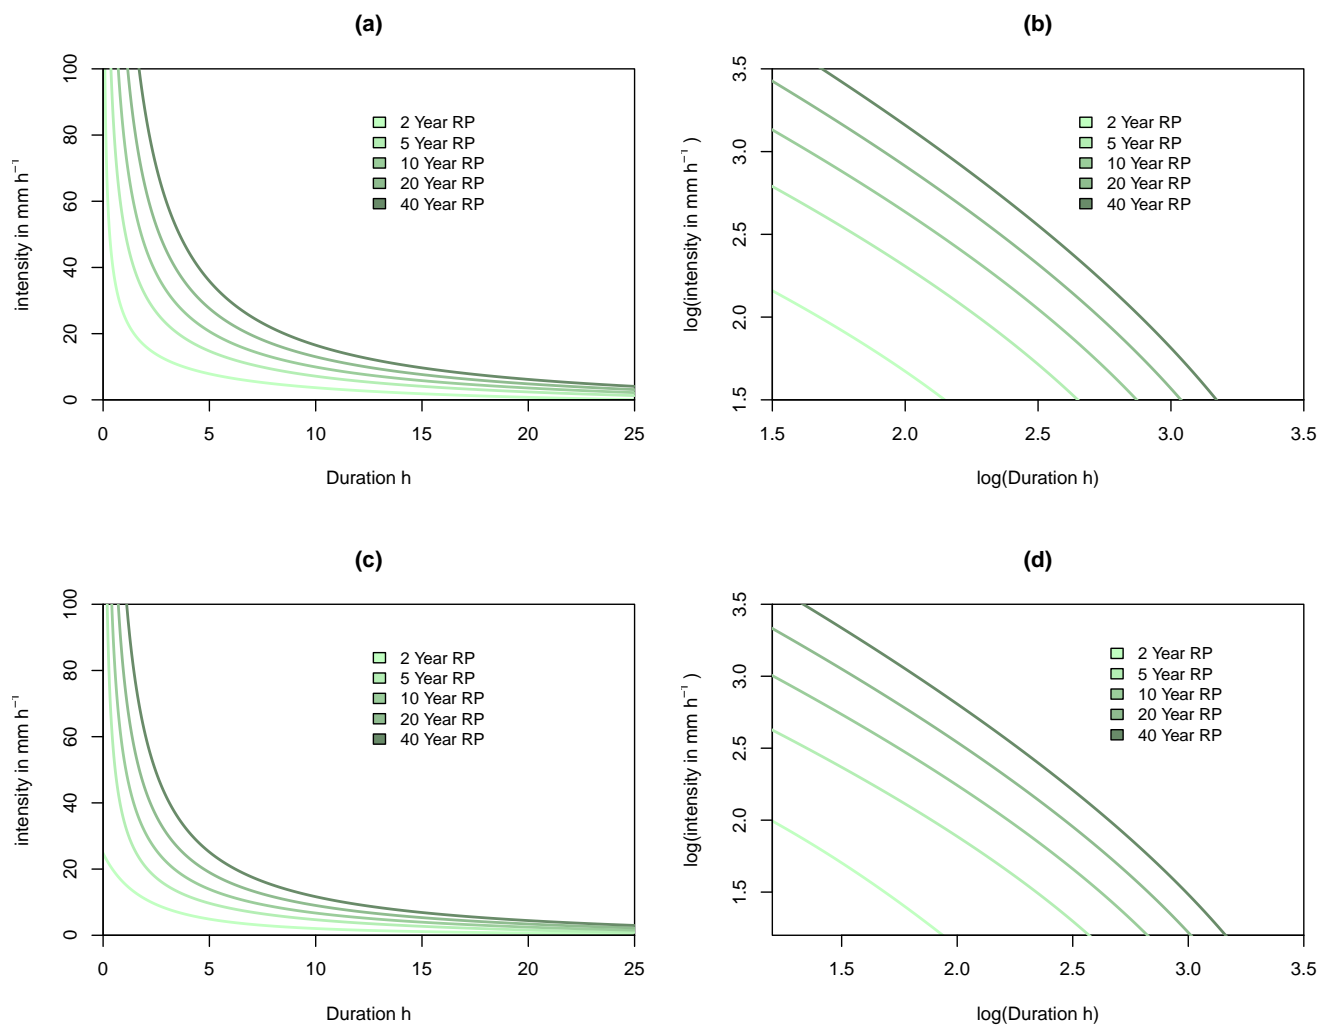 (a)
intensity in mm h⁻¹
100
80
60
40
20
0
2 Year RP
5 Year RP
10 Year RP
20 Year RP
40 Year RP
0 5 10 15 20 25
Duration h
(b)
log(intensity in mm h⁻¹ )
3.5
3.0
2.5
2.0
1.5
2 Year RP
5 Year RP
10 Year RP
20 Year RP
40 Year RP
1.5 2.0 2.5 3.0 3.5
log(Duration h)
(c)
intensity in mm h⁻¹
100
80
60
40
20
0
2 Year RP
5 Year RP
10 Year RP
20 Year RP
40 Year RP
0 5 10 15 20 25
Duration h
(d)
log(intensity in mm h⁻¹ )
3.5
3.0
2.5
2.0
1.5
2 Year RP
5 Year RP
10 Year RP
20 Year RP
40 Year RP
1.5 2.0 2.5 3.0 3.5
log(Duration h)